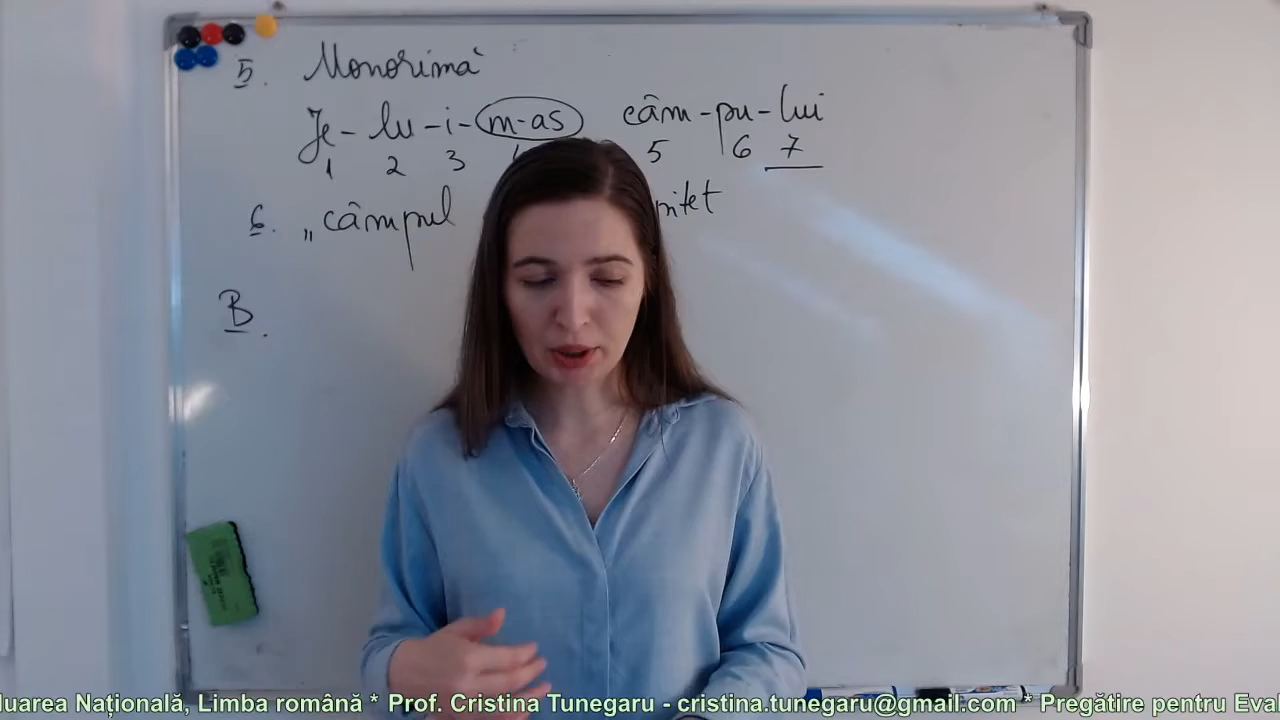 5. Monorimă
Je-lu-i-m-as câm-pu-lui
1 2 3 5 6 7
6. „câmpul
B.
luarea Națională, Limba română * Prof. Cristina Tunegaru - cristina.tunegaru@gmail.com * Pregătire pentru Eval